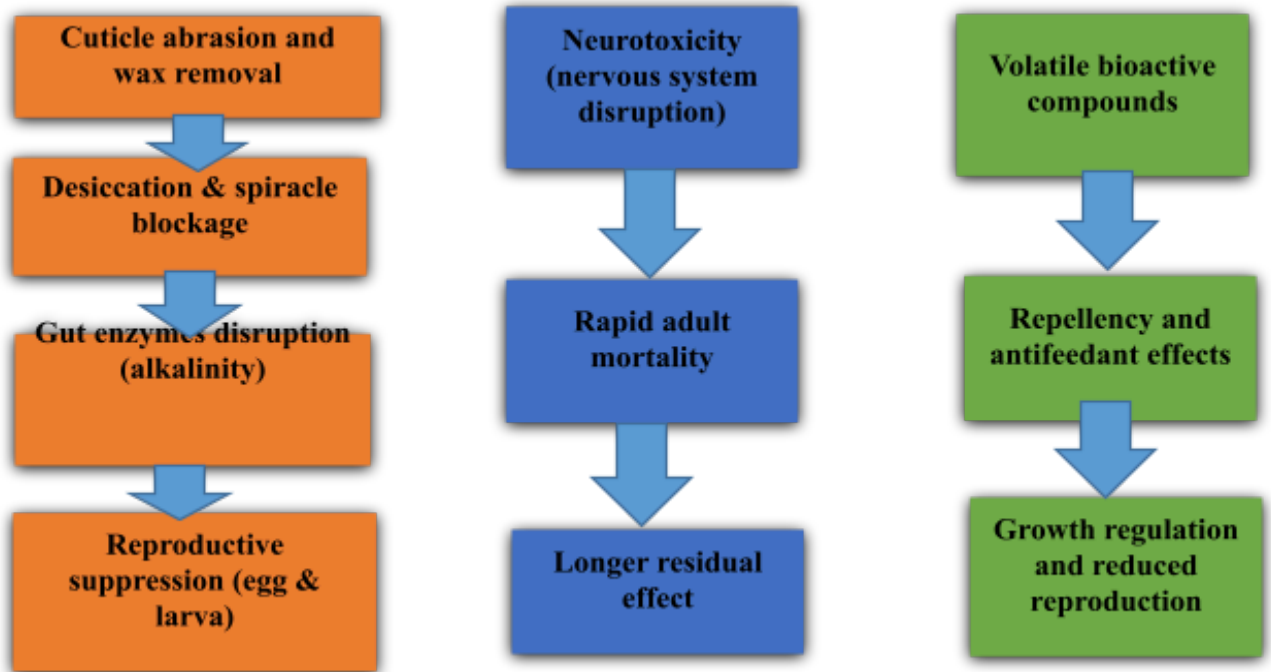 Cuticle abrasion and
wax removal
Desiccation & spiracle
blockage
Gut enzymes disruption
(alkalinity)
Reproductive
suppression (egg &
larva)
Neurotoxicity
(nervous system
disruption)
Rapid adult
mortality
Longer residual
effect
Volatile bioactive
compounds
Repellency and
antifeedant effects
Growth regulation
and reduced
reproduction